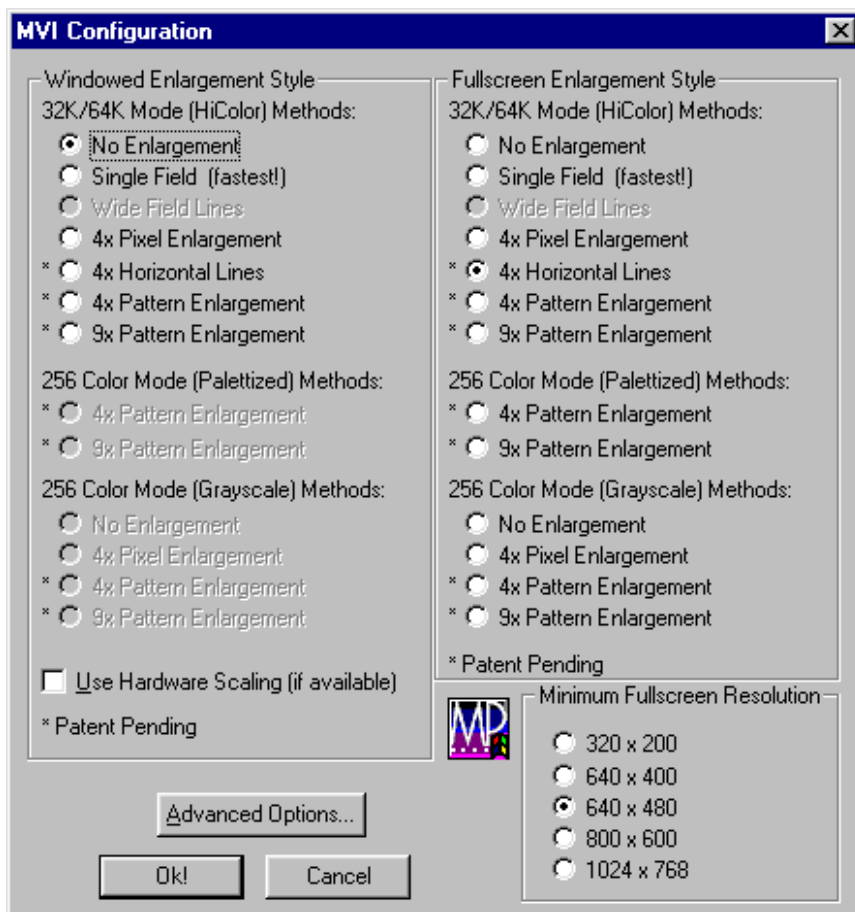 MVI Configuration
Windowed Enlargement Style
32K/64K Mode (HiColor) Methods:
No Enlargement
Single Field (fastest!)
Wide Field Lines
4x Pixel Enlargement
* 4x Horizontal Lines
* 4x Pattern Enlargement
* 9x Pattern Enlargement
256 Color Mode (Palettized) Methods:
* 4x Pattern Enlargement
* 9x Pattern Enlargement
256 Color Mode (Grayscale) Methods:
No Enlargement
4x Pixel Enlargement
* 4x Pattern Enlargement
* 9x Pattern Enlargement
Use Hardware Scaling (if available)
* Patent Pending
Fullscreen Enlargement Style
32K/64K Mode (HiColor) Methods:
No Enlargement
Single Field (fastest!)
Wide Field Lines
4x Pixel Enlargement
* 4x Horizontal Lines
* 4x Pattern Enlargement
* 9x Pattern Enlargement
256 Color Mode (Palettized) Methods:
* 4x Pattern Enlargement
* 9x Pattern Enlargement
256 Color Mode (Grayscale) Methods:
No Enlargement
4x Pixel Enlargement
* 4x Pattern Enlargement
* 9x Pattern Enlargement
* Patent Pending
MP
Minimum Fullscreen Resolution
320 x 200
640 x 400
640 x 480
800 x 600
1024 x 768
Advanced Options...
Ok!
Cancel